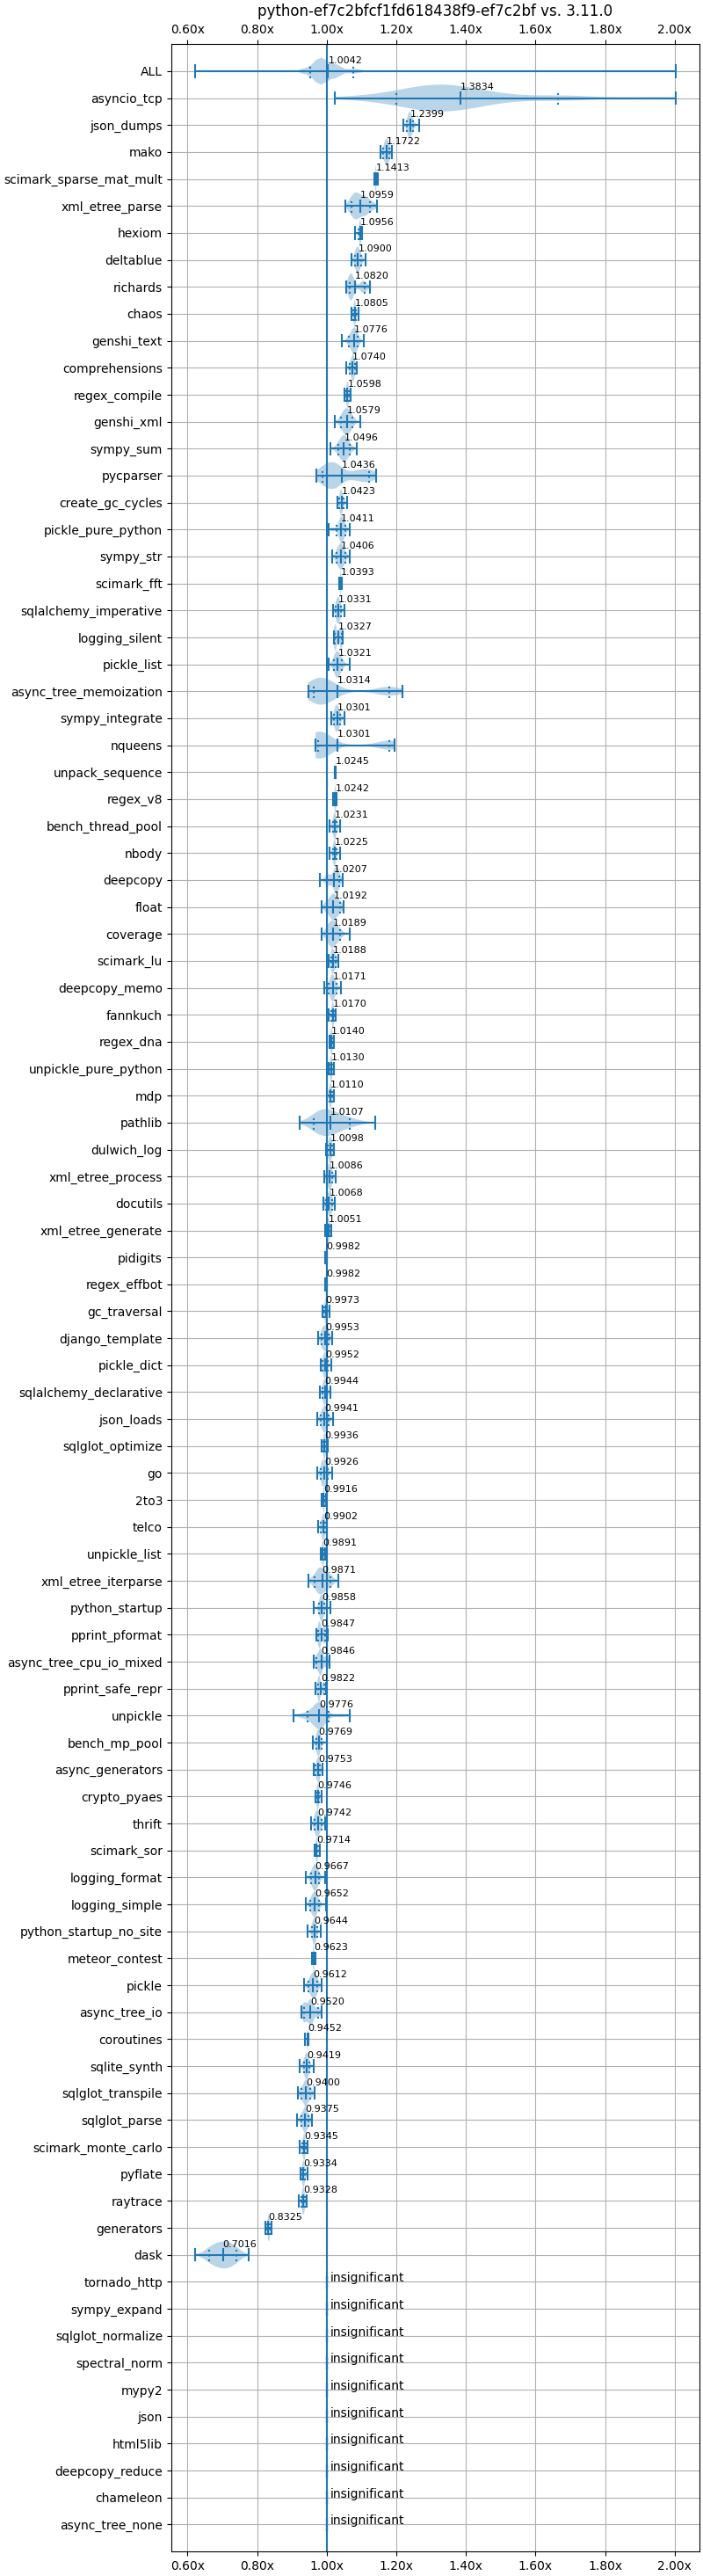 python-ef7c2bfcf1fd618438f9-ef7c2bf vs. 3.11.0
0.60x 0.80x 1.00x 1.20x 1.40x 1.60x 1.80x 2.00x
ALL 1.0042
asyncio_tcp 1.3834
json_dumps 1.2399
mako 1.1722
scimark_sparse_mat_mult 1.1413
xml_etree_parse 1.0959
hexiom 1.0956
deltablue 1.0900
richards 1.0820
chaos 1.0805
genshi_text 1.0776
comprehensions 1.0740
regex_compile 1.0598
genshi_xml 1.0579
sympy_sum 1.0496
pycparser 1.0436
create_gc_cycles 1.0423
pickle_pure_python 1.0411
sympy_str 1.0406
scimark_fft 1.0393
sqlalchemy_imperative 1.0331
logging_silent 1.0327
pickle_list 1.0321
async_tree_memoization 1.0314
sympy_integrate 1.0301
nqueens 1.0301
unpack_sequence 1.0245
regex_v8 1.0242
bench_thread_pool 1.0231
nbody 1.0225
deepcopy 1.0207
float 1.0192
coverage 1.0189
scimark_lu 1.0188
deepcopy_memo 1.0171
fannkuch 1.0170
regex_dna 1.0140
unpickle_pure_python 1.0130
mdp 1.0110
pathlib 1.0107
dulwich_log 1.0098
xml_etree_process 1.0086
docutils 1.0068
xml_etree_generate 1.0051
pidigits 0.9982
regex_effbot 0.9982
gc_traversal 0.9973
django_template 0.9953
pickle_dict 0.9952
sqlalchemy_declarative 0.9944
json_loads 0.9941
sqlglot_optimize 0.9936
go 0.9926
2to3 0.9916
telco 0.9902
unpickle_list 0.9891
xml_etree_iterparse 0.9871
python_startup 0.9858
pprint_pformat 0.9847
async_tree_cpu_io_mixed 0.9846
pprint_safe_repr 0.9822
unpickle 0.9776
bench_mp_pool 0.9769
async_generators 0.9753
crypto_pyaes 0.9746
thrift 0.9742
scimark_sor 0.9714
logging_format 0.9667
logging_simple 0.9652
python_startup_no_site 0.9644
meteor_contest 0.9623
pickle 0.9612
async_tree_io 0.9520
coroutines 0.9452
sqlite_synth 0.9419
sqlglot_transpile 0.9400
sqlglot_parse 0.9375
scimark_monte_carlo 0.9345
pyflate 0.9334
raytrace 0.9328
generators 0.8325
dask 0.7016
tornado_http insignificant
sympy_expand insignificant
sqlglot_normalize insignificant
spectral_norm insignificant
mypy2 insignificant
json insignificant
html5lib insignificant
deepcopy_reduce insignificant
chameleon insignificant
async_tree_none insignificant
0.60x 0.80x 1.00x 1.20x 1.40x 1.60x 1.80x 2.00x